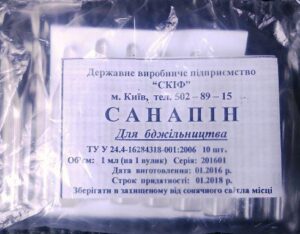 Державне виробниче підприємство
“СКІФ”
м. Київ, тел. 502 – 89 – 15
САНАПІН
Для бджільництва
ТУ У 24.4-16284318-001:2006 10 шт.
Об'єм: 1 мл (на 1 вулик) Серія: 201601
Дата виготовлення: 01.2016 р.
Строк придатності: 01.2018 р.
Зберігати в захищеному від сонячного світла місці